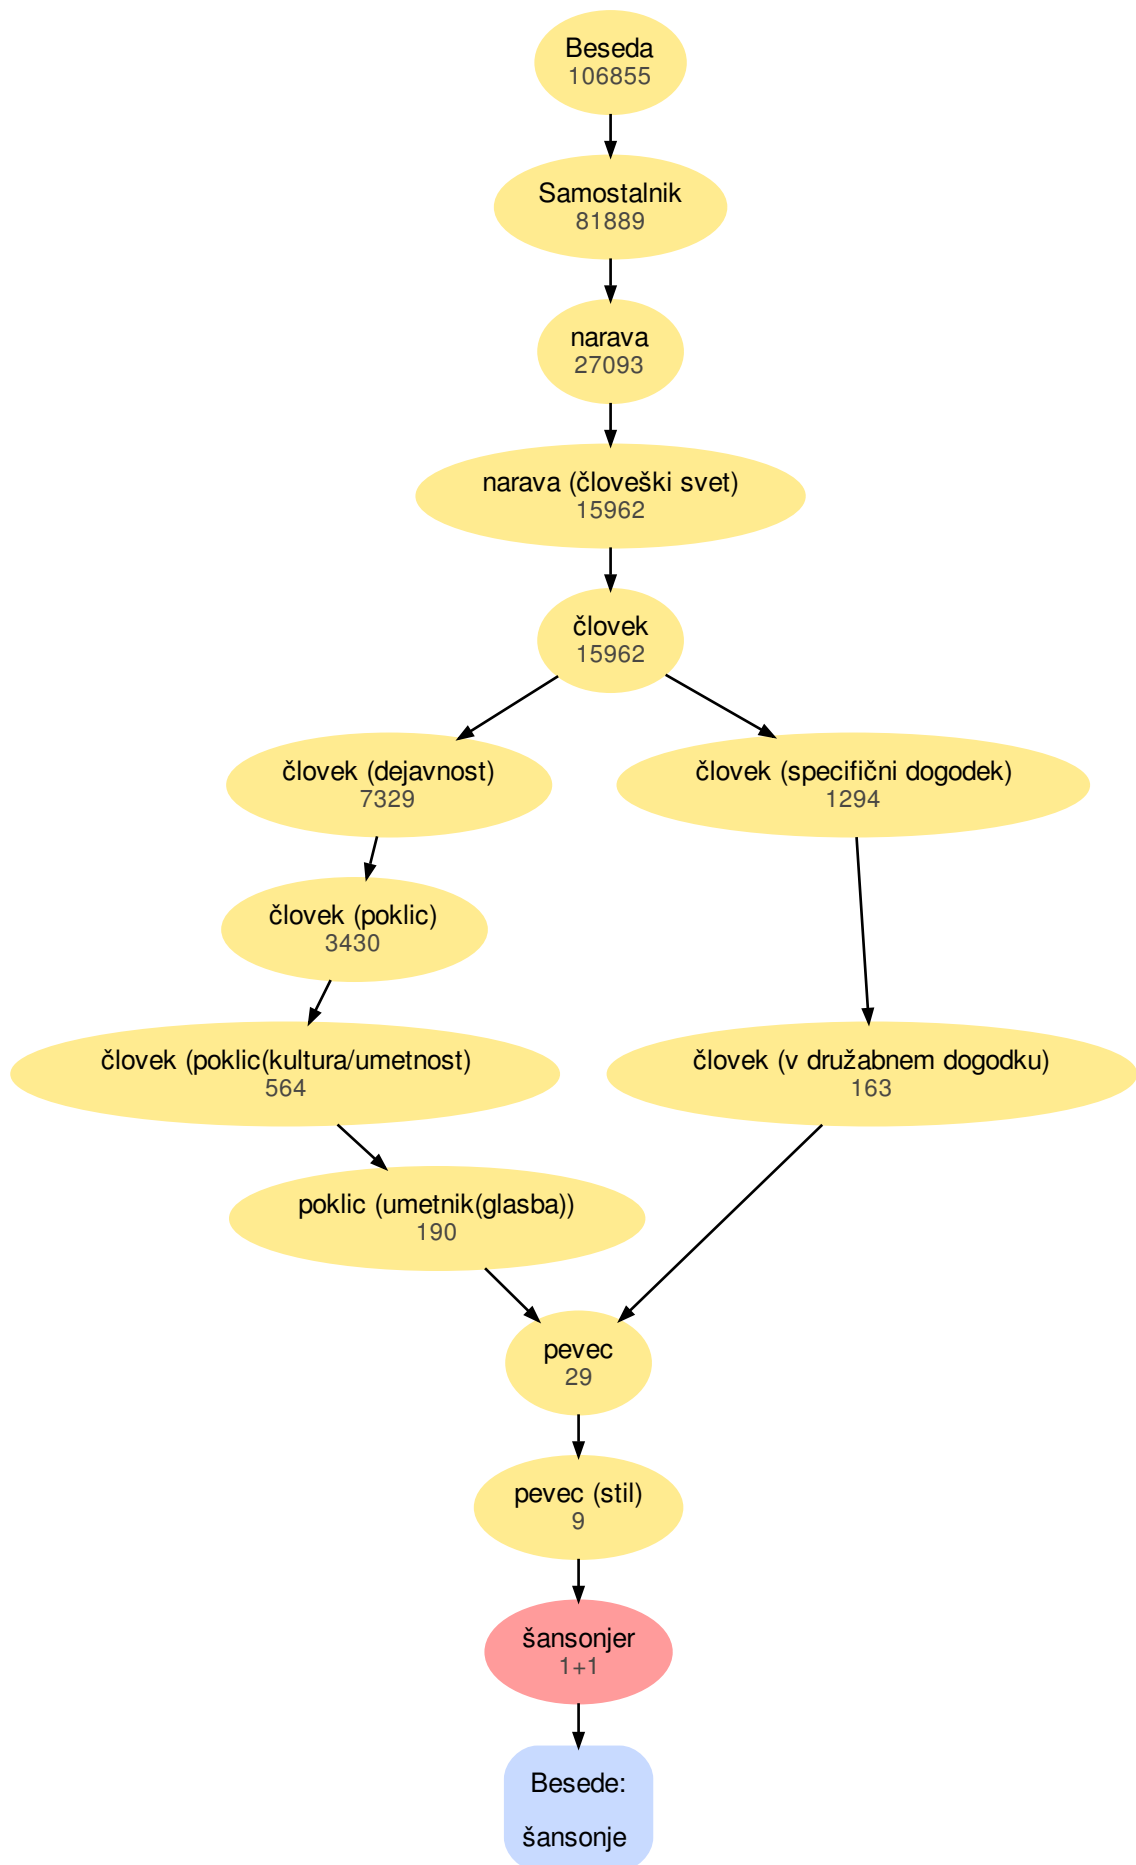 Beseda
106855
Samostalnik
81889
narava
27093
narava (človeški svet)
15962
človek
15962
človek (dejavnost)
7329
človek (specifični dogodek)
1294
človek (poklic)
3430
človek (poklic(kultura/umetnost)
564
človek (v družabnem dogodku)
163
poklic (umetnik(glasba))
190
pevec
29
pevec (stil)
9
šansonjer
1+1
Besede:
šansonje